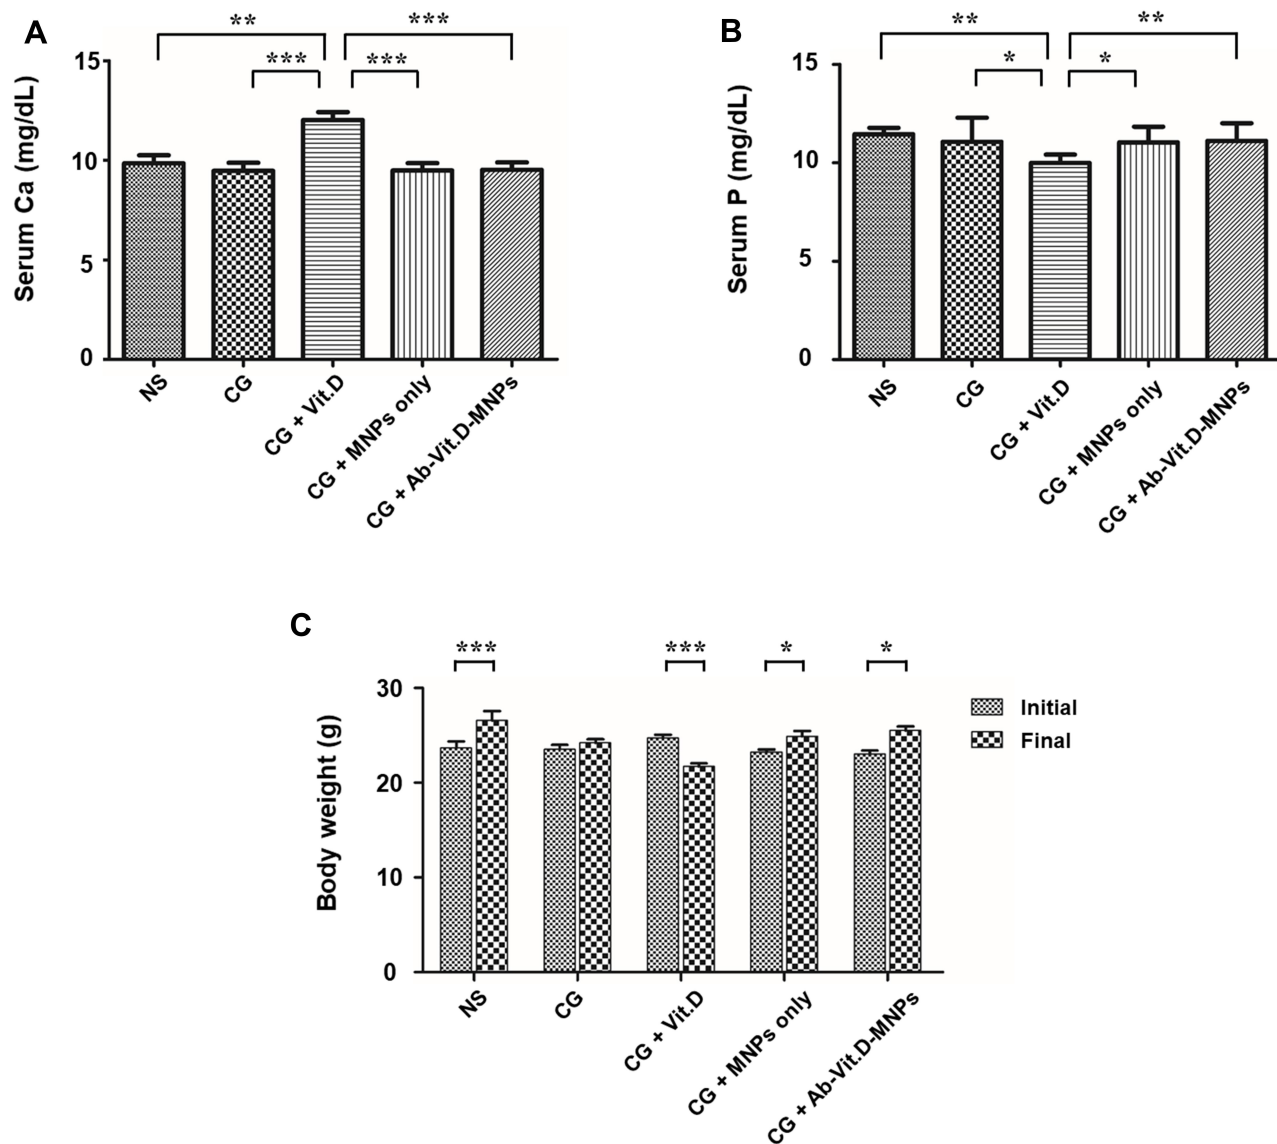 A
** ***
*** ***
Serum Ca (mg/dL)
15
10
5
0
NS
CG
CG + Vit.D
CG + MNPs only
CG + Ab-Vit.D-MNPs
B
** **
* *
Serum P (mg/dL)
15
10
5
0
NS
CG
CG + Vit.D
CG + MNPs only
CG + Ab-Vit.D-MNPs
C
*** *** * *
Body weight (g)
30
20
10
0
NS
CG
CG + Vit.D
CG + MNPs only
CG + Ab-Vit.D-MNPs
Initial
Final